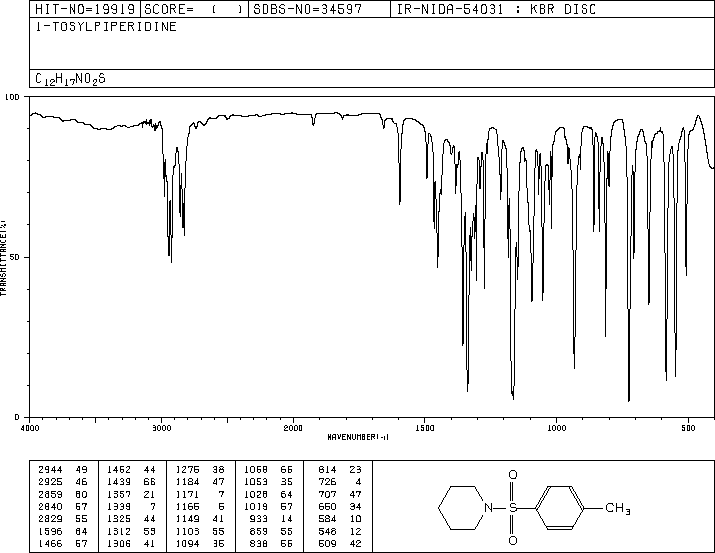 HIT-NO=19919 SCORE= ( ) SDBS-NO=34597 IR-NIDA-54031 : KBR DISC
1-TOSYLPIPERIDINE
C12H17NO2S
100
50
0
TRANSMITTANCE(%)
4000 3000 2000 1500 1000 500
WAVENUMBER(-1)
2944 49 1452 44 1276 38 1068 66 814 23
2925 46 1439 66 1184 47 1053 35 726 4
2859 60 1357 21 1171 7 1028 64 707 47
2840 67 1339 7 1166 5 1019 57 650 34
2829 55 1325 44 1149 41 933 14 584 10
1596 64 1312 59 1103 55 859 55 548 12
1466 57 1306 41 1094 35 838 55 509 42
O
N S CH3
O